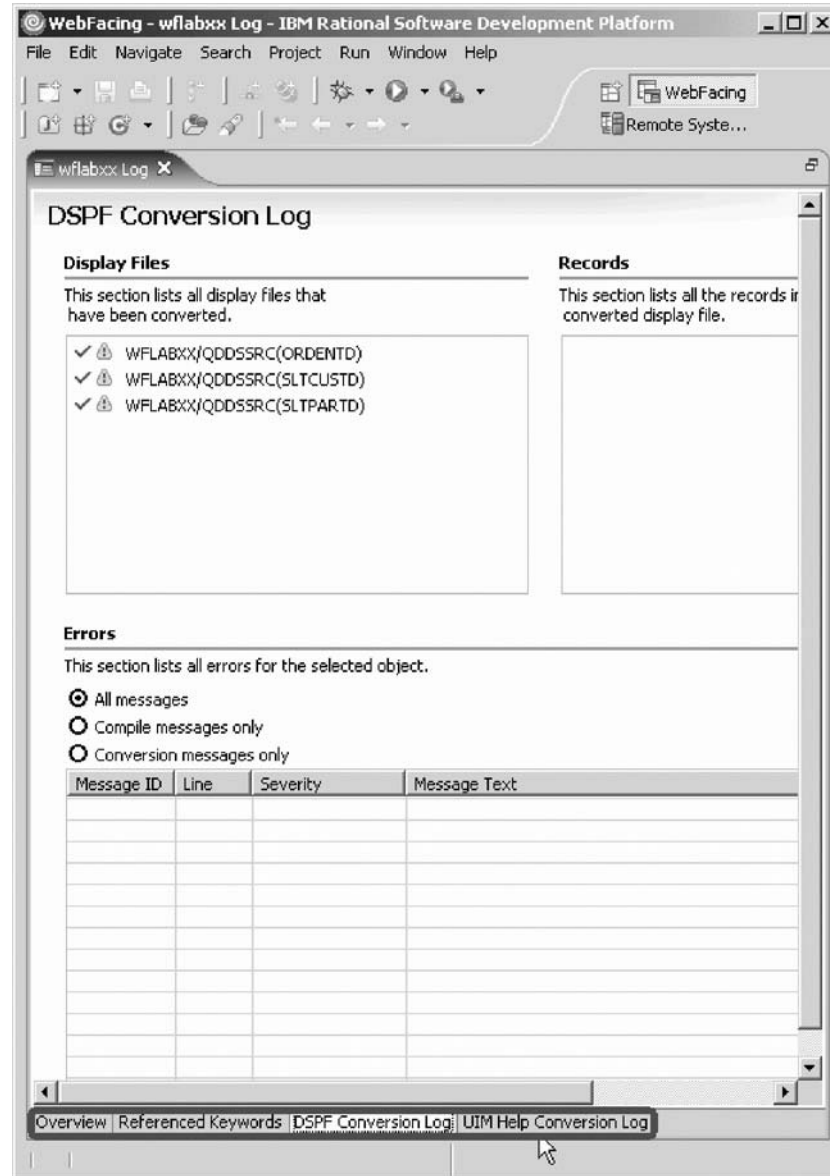 WebFacing - wflabxx Log - IBM Rational Software Development Platform
File Edit Navigate Search Project Run Window Help
WebFacing
Remote Syste...
wflabxx Log
DSPF Conversion Log
Display Files
This section lists all display files that
have been converted.
WFLABXX/QDDSSRC(ORDENTD)
WFLABXX/QDDSSRC(SLTCUSTD)
WFLABXX/QDDSSRC(SLTPARTD)
Records
This section lists all the records in
converted display file.
Errors
This section lists all errors for the selected object.
All messages
Compile messages only
Conversion messages only
Message ID Line Severity Message Text
Overview Referenced Keywords DSPF Conversion Log UIM Help Conversion Log